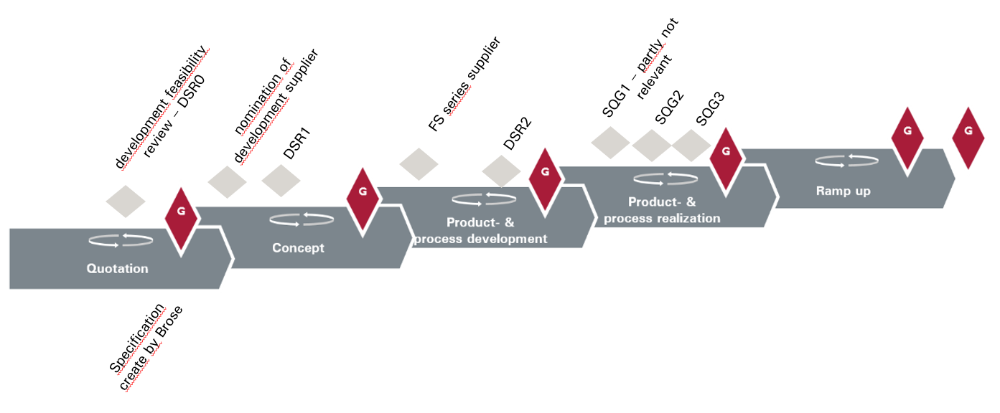 development feasibility
review – DSR0
nomination of
development supplier
DSR1
FS series supplier
DSR2
SQG1 – partly not
relevant
SQG2
SQG3
G
G
G
G
G
G
Quotation
Concept
Product- &
process development
Product- &
process realization
Ramp up
Specification
create by Brose